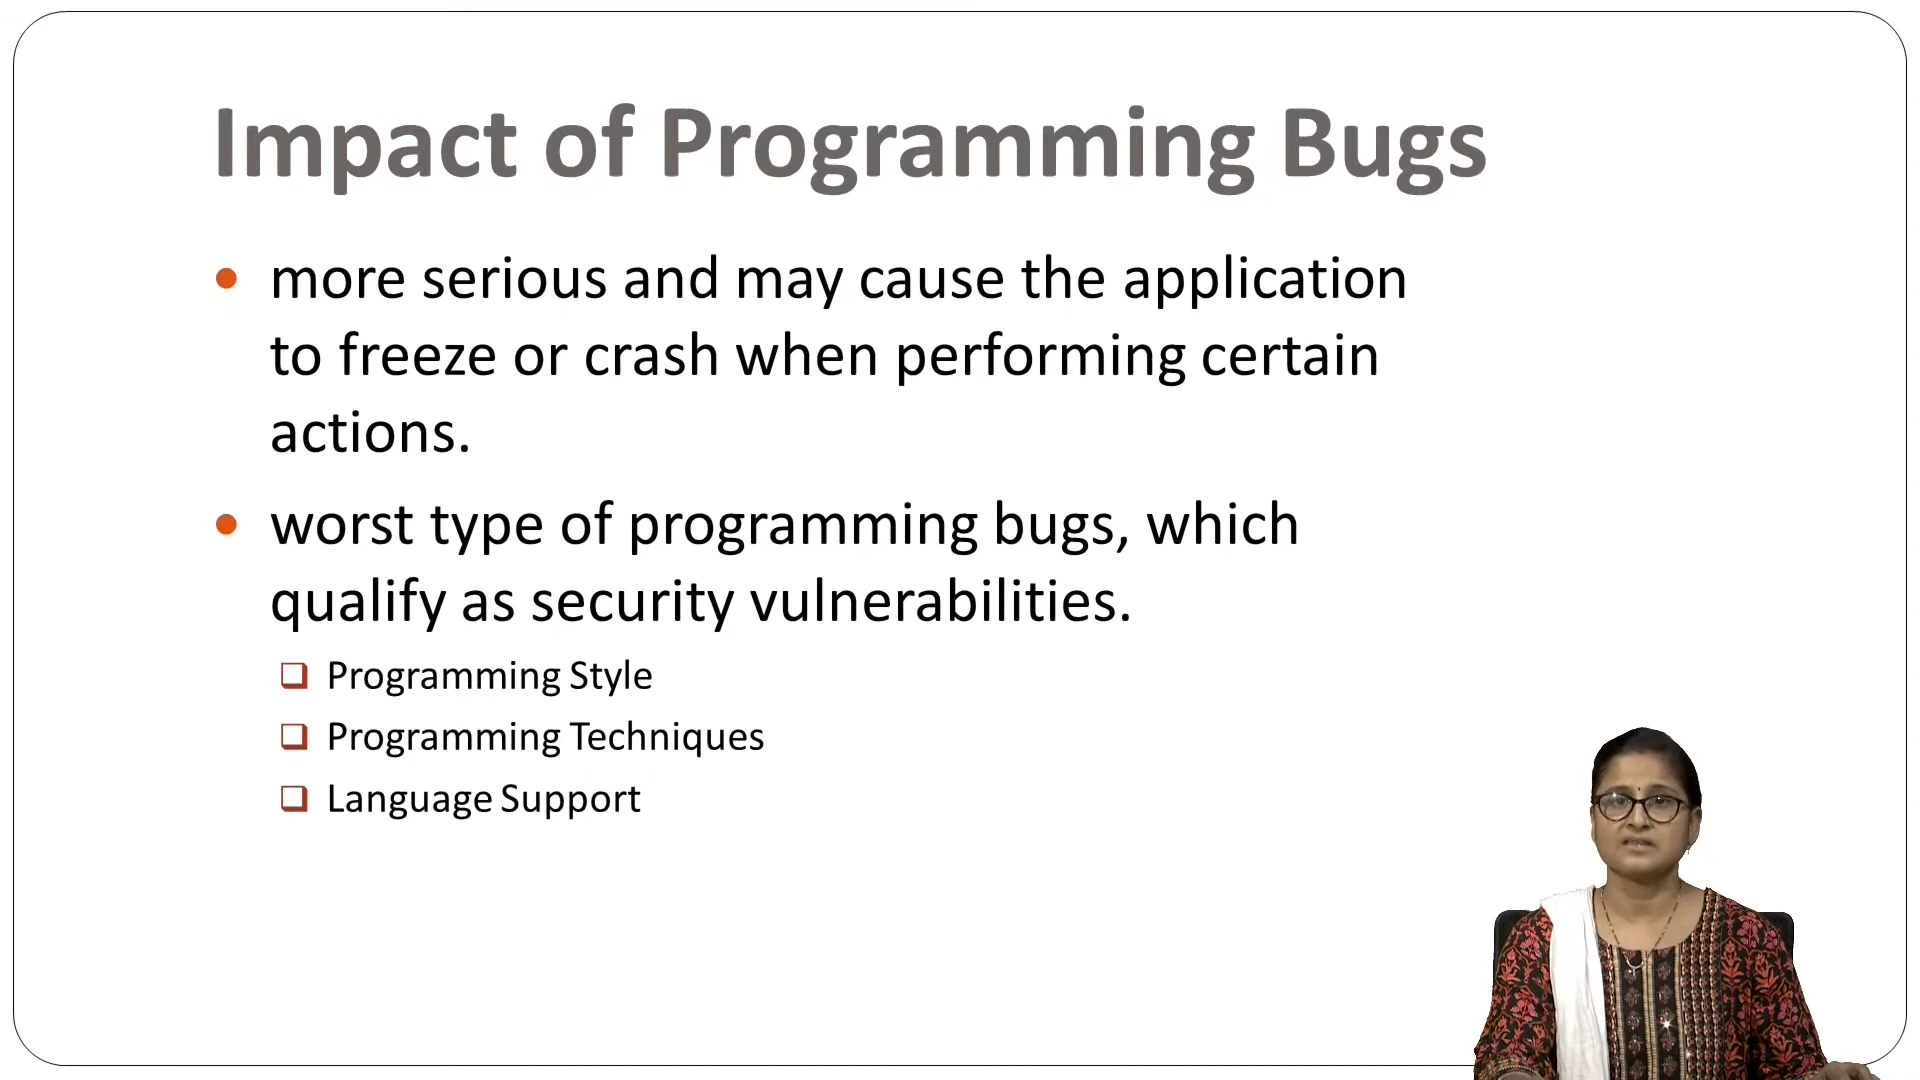 Impact of Programming Bugs
more serious and may cause the application
to freeze or crash when performing certain
actions.
worst type of programming bugs, which
qualify as security vulnerabilities.
Programming Style
Programming Techniques
Language Support